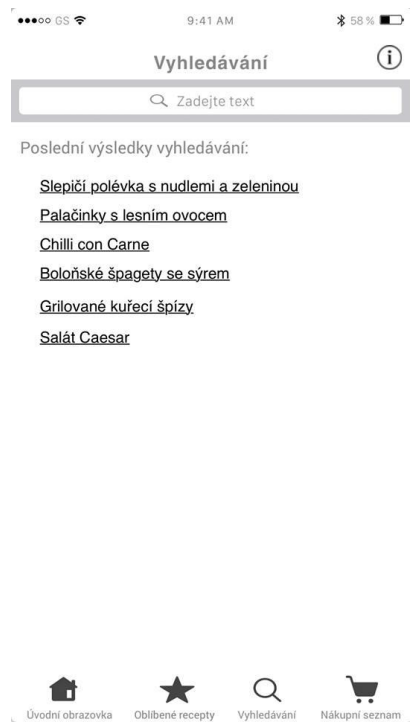 GS 9:41 AM 58 %
Vyhledávání
Zadejte text
Poslední výsledky vyhledávání:
Slepičí polévka s nudlemi a zeleninou
Palačinky s lesním ovocem
Chilli con Carne
Boloňské špagety se sýrem
Grilované kuřecí špízy
Salát Caesar
Úvodní obrazovka Oblíbené recepty Vyhledávání Nákupní seznam